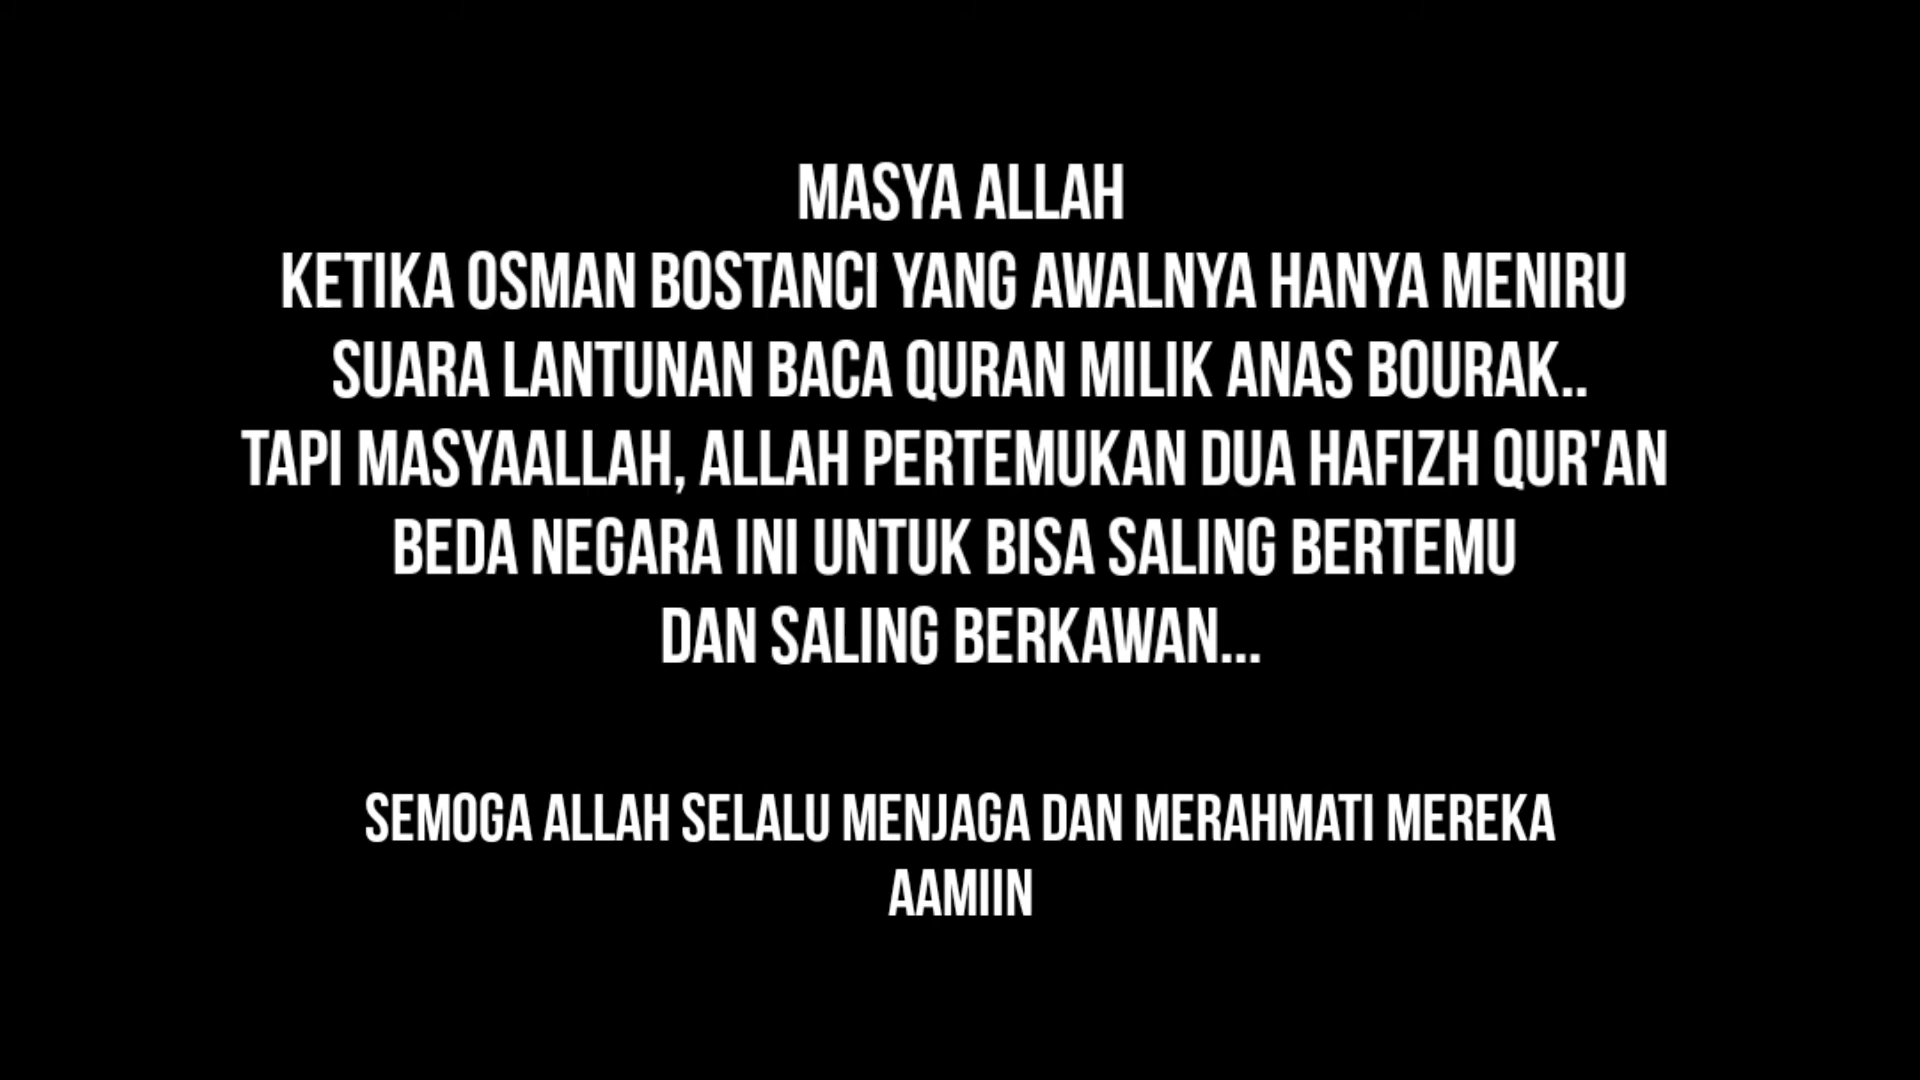 MASYA ALLAH
KETIKA OSMAN BOSTANCI YANG AWALNYA HANYA MENIRU
SUARA LANTUNAN BACA QURAN MILIK ANAS BOURAK..
TAPI MASYAALLAH, ALLAH PERTEMUKAN DUA HAFIZH QUR'AN
BEDA NEGARA INI UNTUK BISA SALING BERTEMU
DAN SALING BERKAWAN...
SEMOGA ALLAH SELALU MENJAGA DAN MERAHMATI MEREKA
AAMIIN